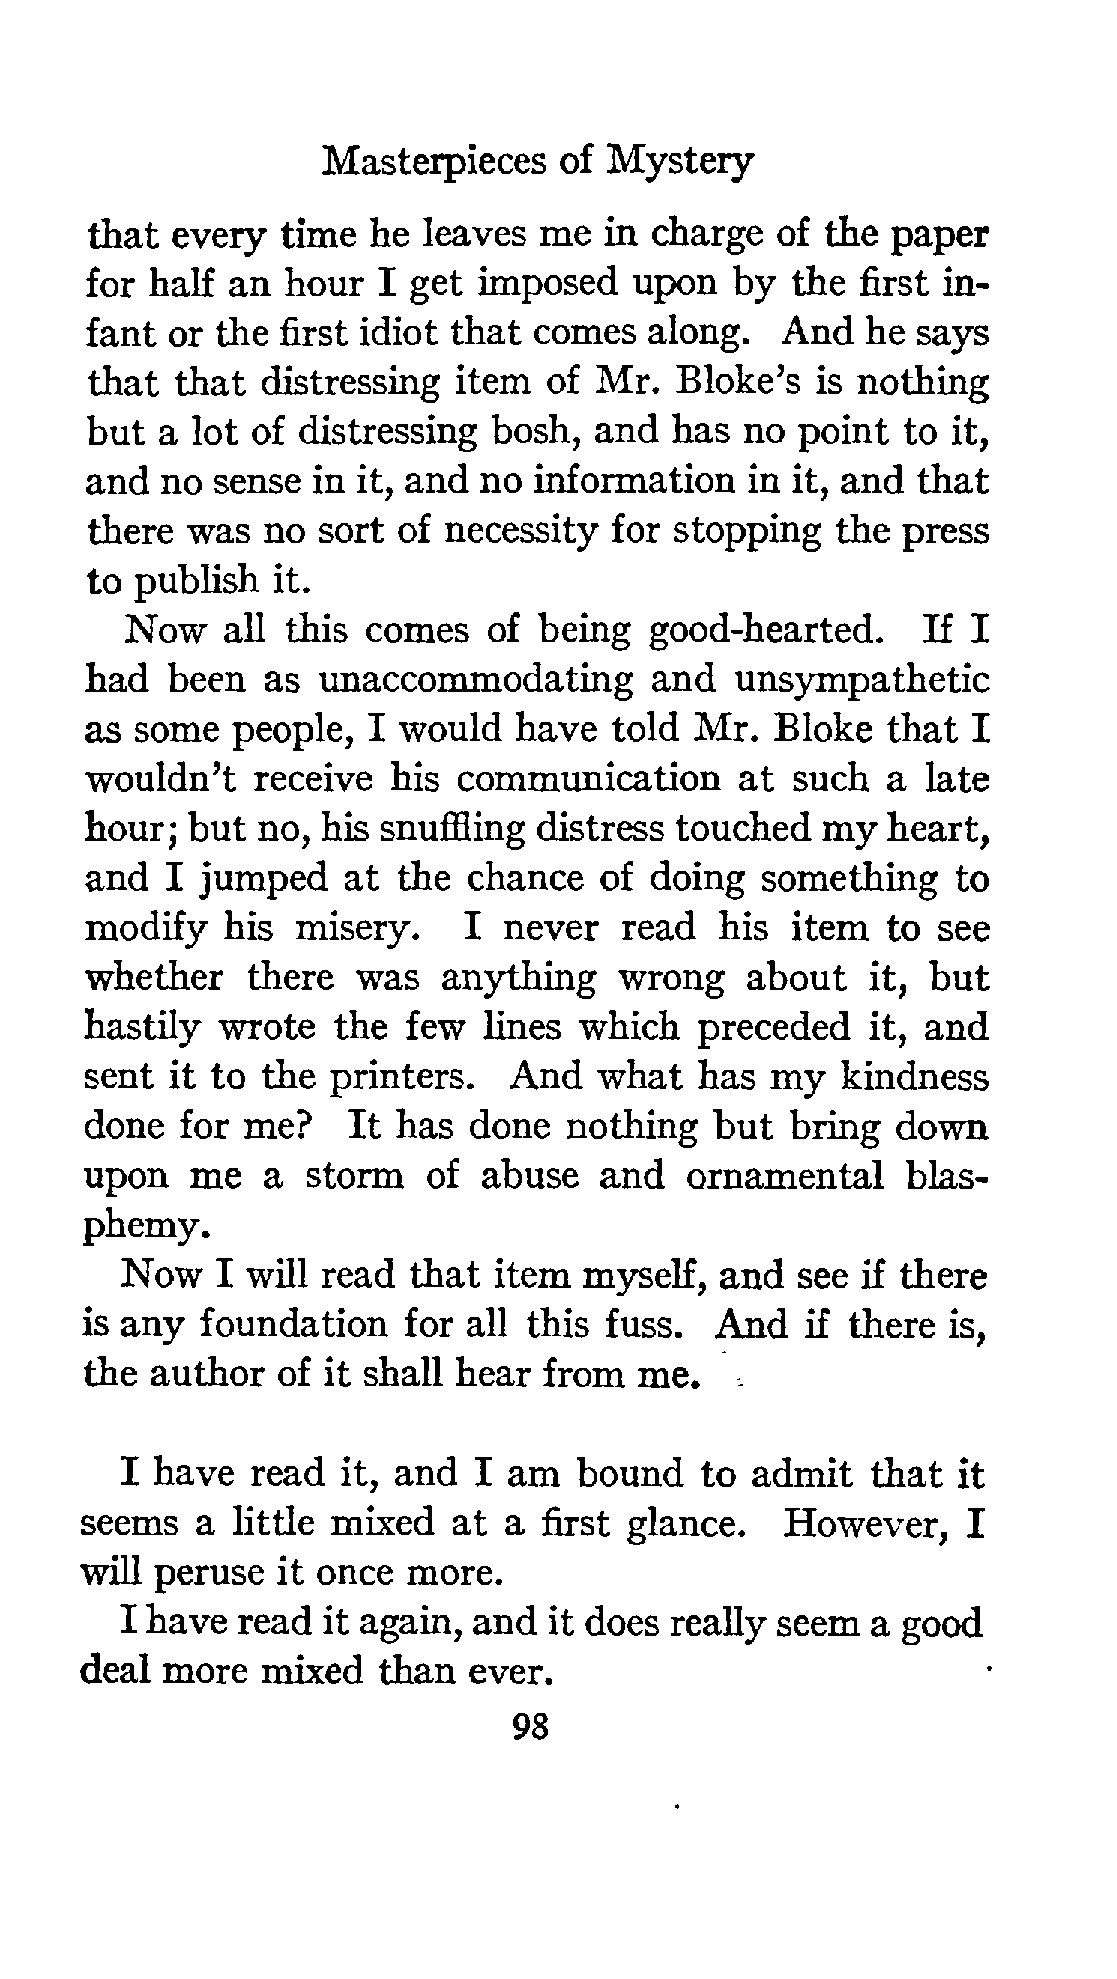 Masterpieces of Mystery
that every time he leaves me in charge of the paper
for half an hour I get imposed upon by the first in-
fant or the first idiot that comes along. And he says
that that distressing item of Mr. Bloke's is nothing
but a lot of distressing bosh, and has no point to it,
and no sense in it, and no information in it, and that
there was no sort of necessity for stopping the press
to publish it.
Now all this comes of being good-hearted. If I
had been as unaccommodating and unsympathetic
as some people, I would have told Mr. Bloke that I
wouldn't receive his communication at such a late
hour; but no, his snuffling distress touched my heart,
and I jumped at the chance of doing something to
modify his misery. I never read his item to see
whether there was anything wrong about it, but
hastily wrote the few lines which preceded it, and
sent it to the printers. And what has my kindness
done for me? It has done nothing but bring down
upon me a storm of abuse and ornamental blas-
phemy.
Now I will read that item myself, and see if there
is any foundation for all this fuss. And if there is,
the author of it shall hear from me.
I have read it, and I am bound to admit that it
seems a little mixed at a first glance. However, I
will peruse it once more.
I have read it again, and it does really seem a good
deal more mixed than ever.
98